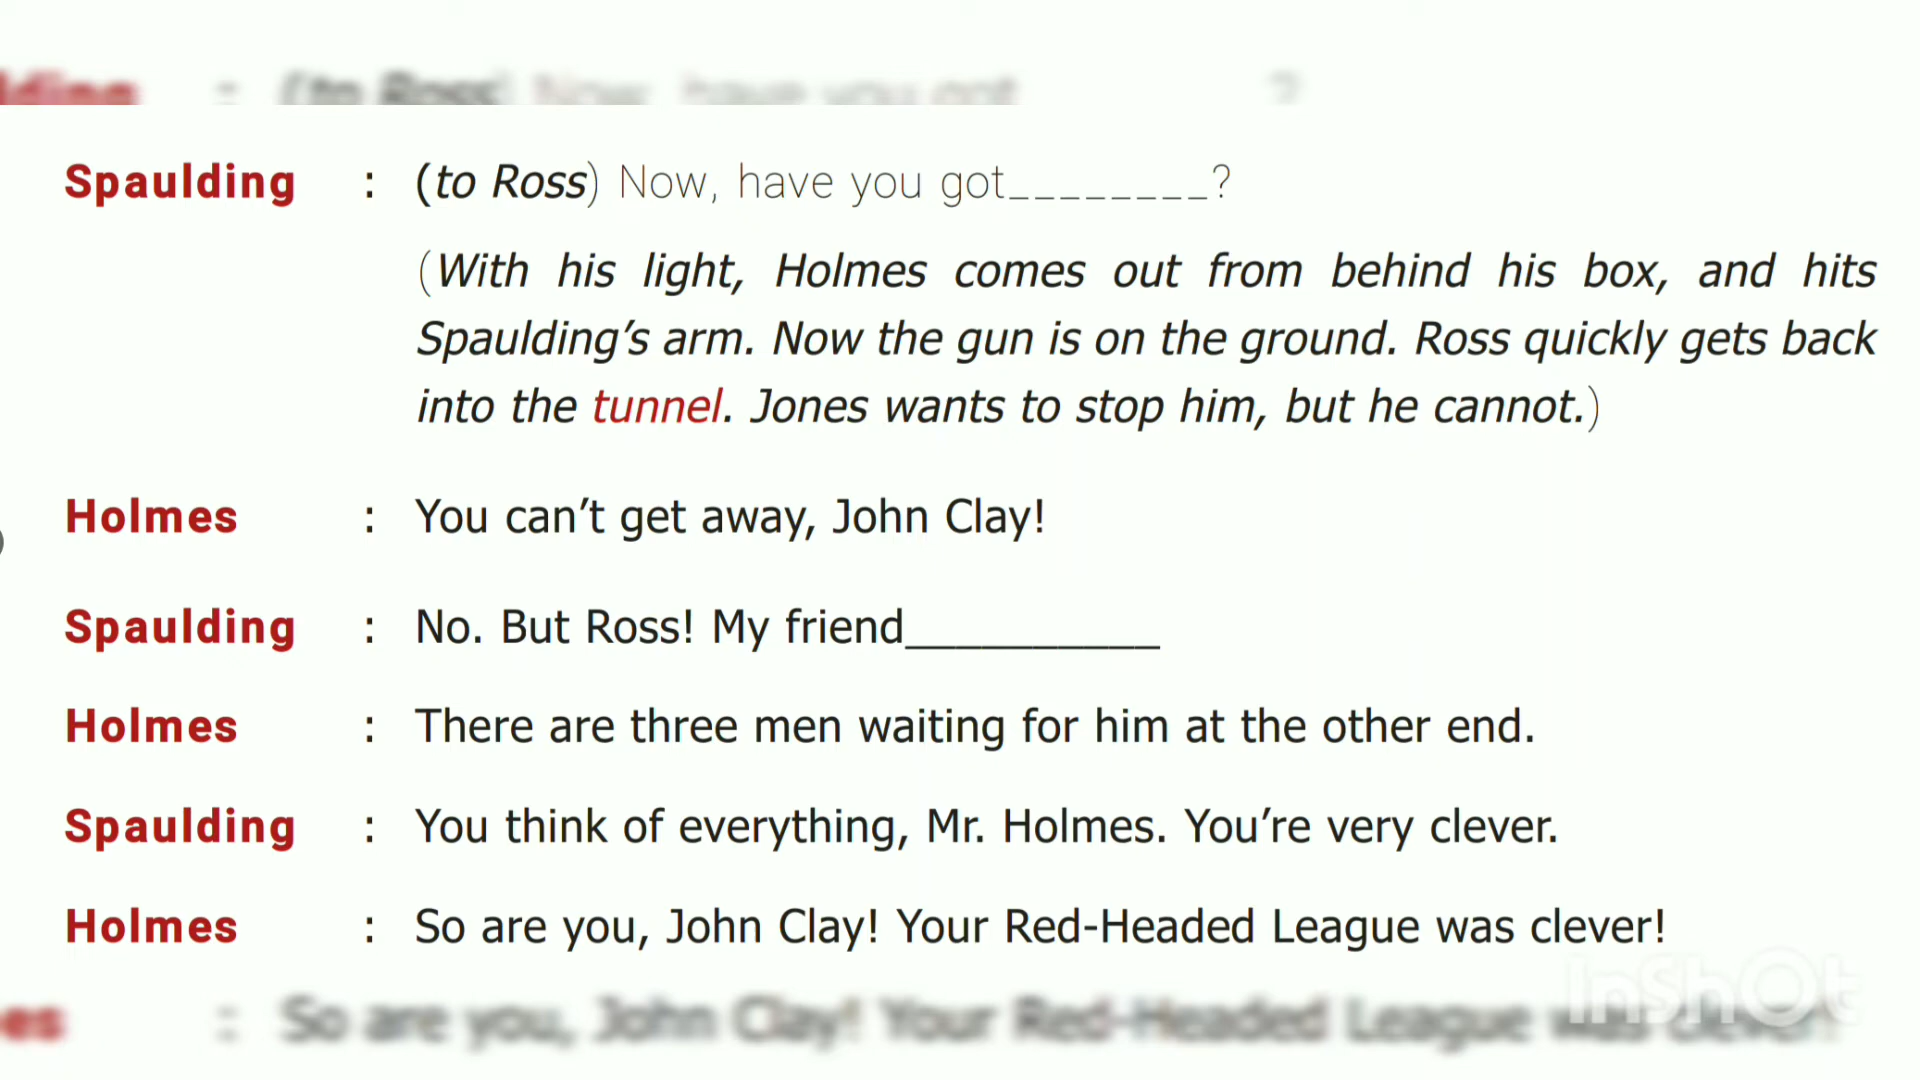 Spaulding : (to Ross) Now, have you got________?
(With his light, Holmes comes out from behind his box, and hits
Spaulding's arm. Now the gun is on the ground. Ross quickly gets back
into the tunnel. Jones wants to stop him, but he cannot.)
Holmes : You can't get away, John Clay!
Spaulding : No. But Ross! My friend__________
Holmes : There are three men waiting for him at the other end.
Spaulding : You think of everything, Mr. Holmes. You're very clever.
Holmes : So are you, John Clay! Your Red-Headed League was clever!
InShOt